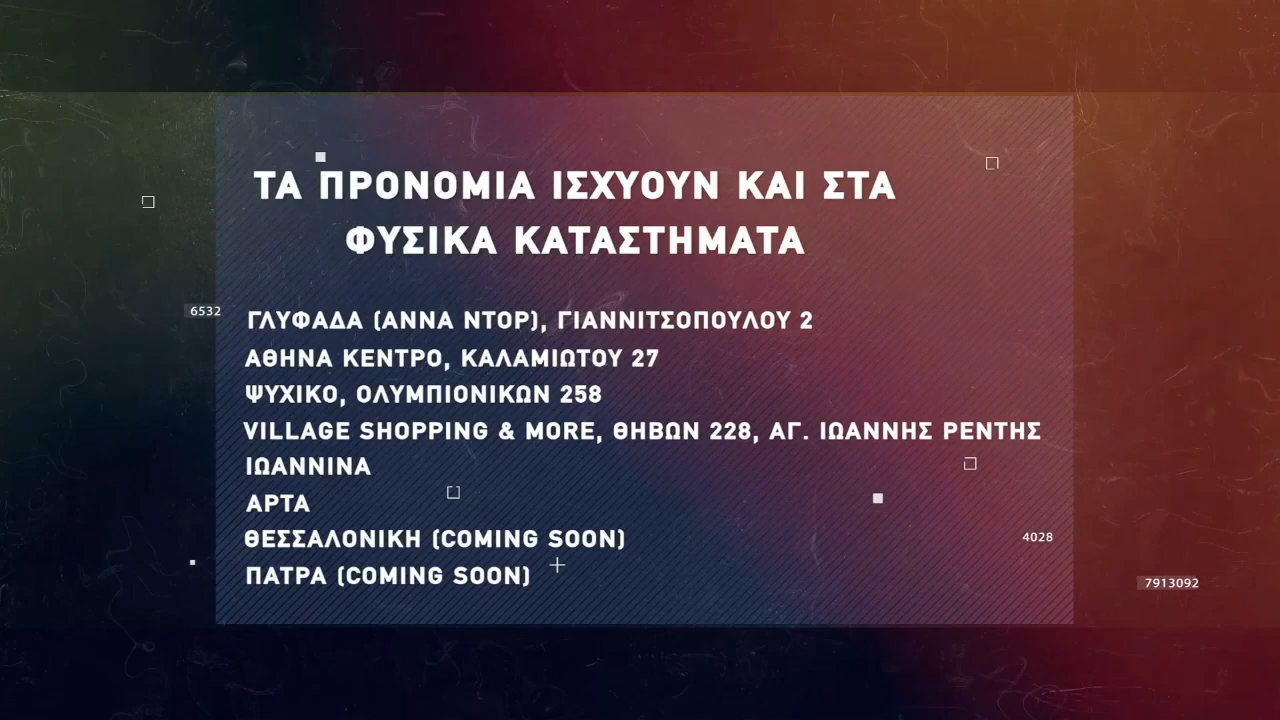 ΤΑ ΠΡΟΝΟΜΙΑ ΙΣΧΥΟΥΝ ΚΑΙ ΣΤΑ
ΦΥΣΙΚΑ ΚΑΤΑΣΤΗΜΑΤΑ
6532
ΓΛΥΦΑΔΑ (ΑΝΝΑ ΝΤΟΡ), ΓΙΑΝΝΙΤΣΟΠΟΥΛΟΥ 2
ΑΘΗΝΑ ΚΕΝΤΡΟ, ΚΑΛΑΜΙΩΤΟΥ 27
ΨΥΧΙΚΟ, ΟΛΥΜΠΙΟΝΙΚΩΝ 258
VILLAGE SHOPPING & MORE, ΘΗΒΩΝ 228, ΑΓ. ΙΩΑΝΝΗΣ ΡΕΝΤΗΣ
ΙΩΑΝΝΙΝΑ
ΑΡΤΑ
ΘΕΣΣΑΛΟΝΙΚΗ (COMING SOON)
4028
ΠΑΤΡΑ (COMING SOON)
7913092